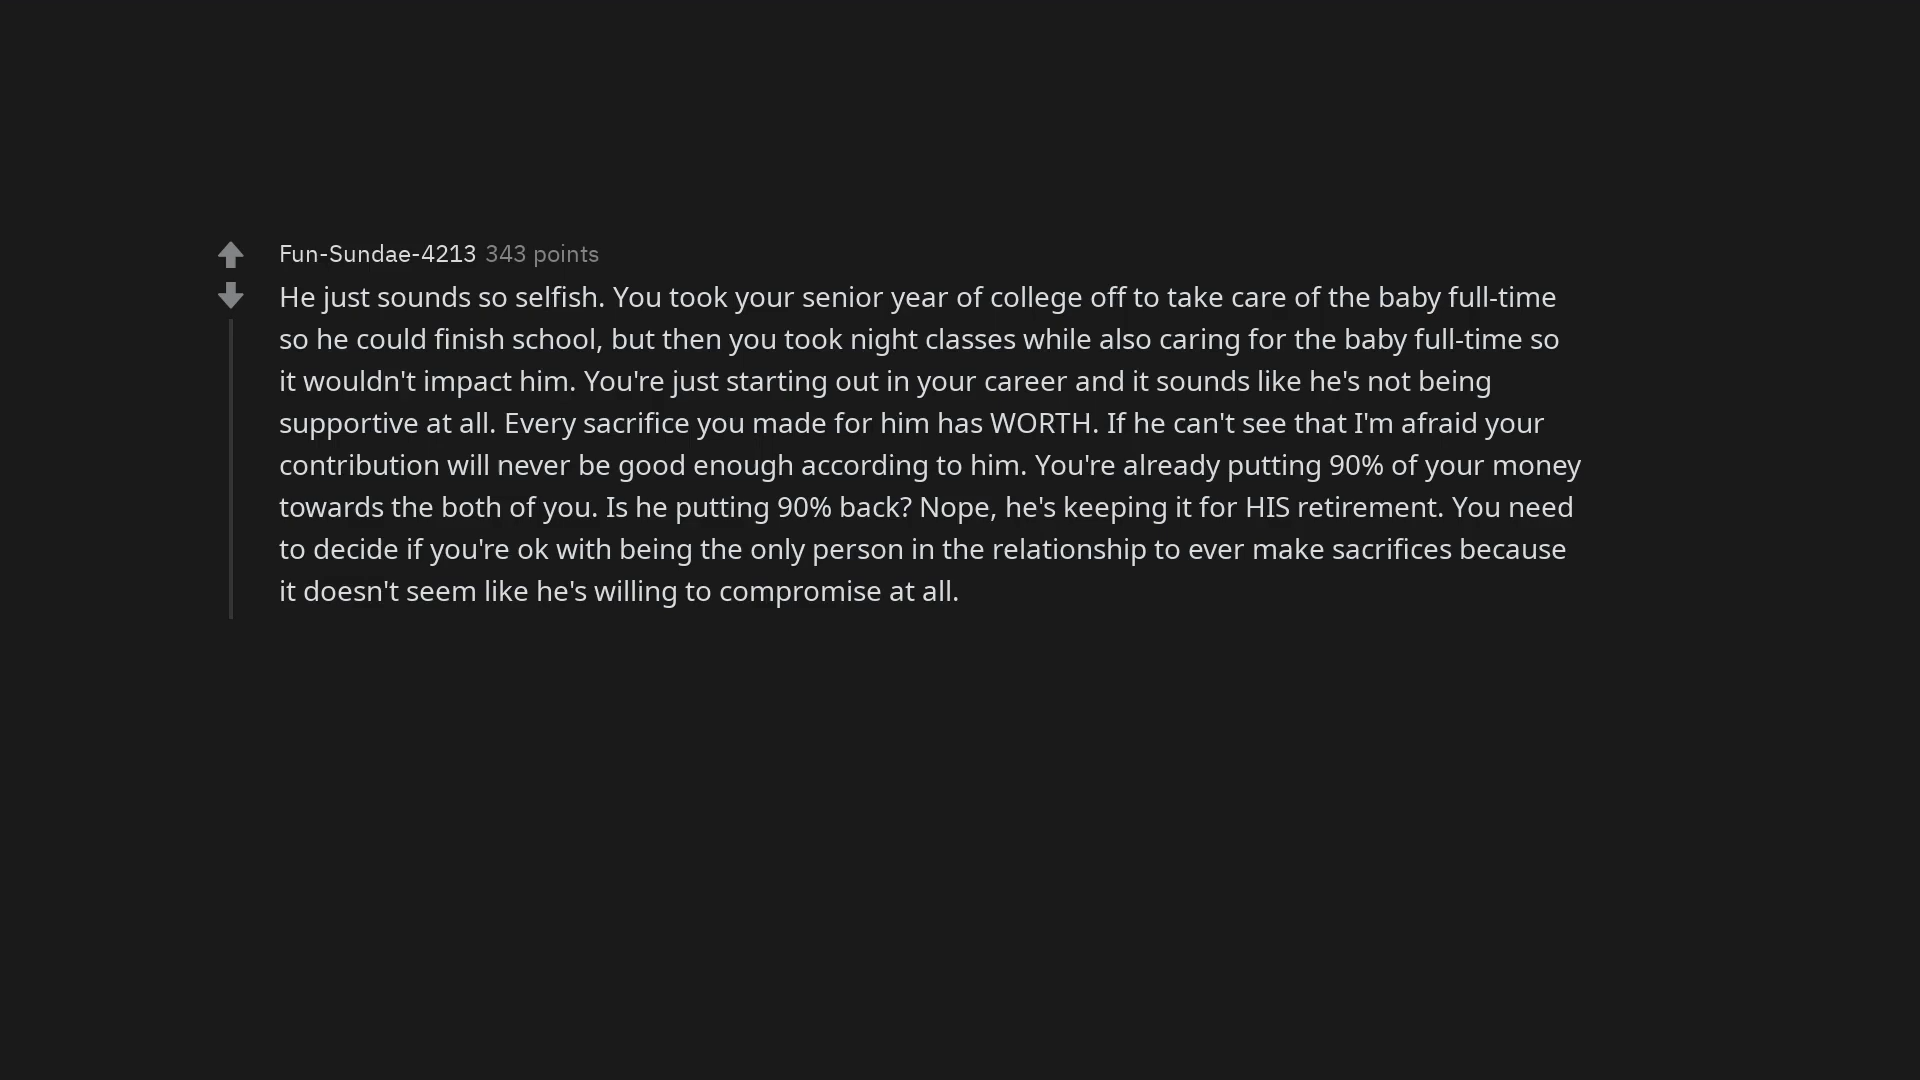 Fun-Sundae-4213 343 points
He just sounds so selfish. You took your senior year of college off to take care of the baby full-time
so he could finish school, but then you took night classes while also caring for the baby full-time so
it wouldn't impact him. You're just starting out in your career and it sounds like he's not being
supportive at all. Every sacrifice you made for him has WORTH. If he can't see that I'm afraid your
contribution will never be good enough according to him. You're already putting 90% of your money
towards the both of you. Is he putting 90% back? Nope, he's keeping it for HIS retirement. You need
to decide if you're ok with being the only person in the relationship to ever make sacrifices because
it doesn't seem like he's willing to compromise at all.